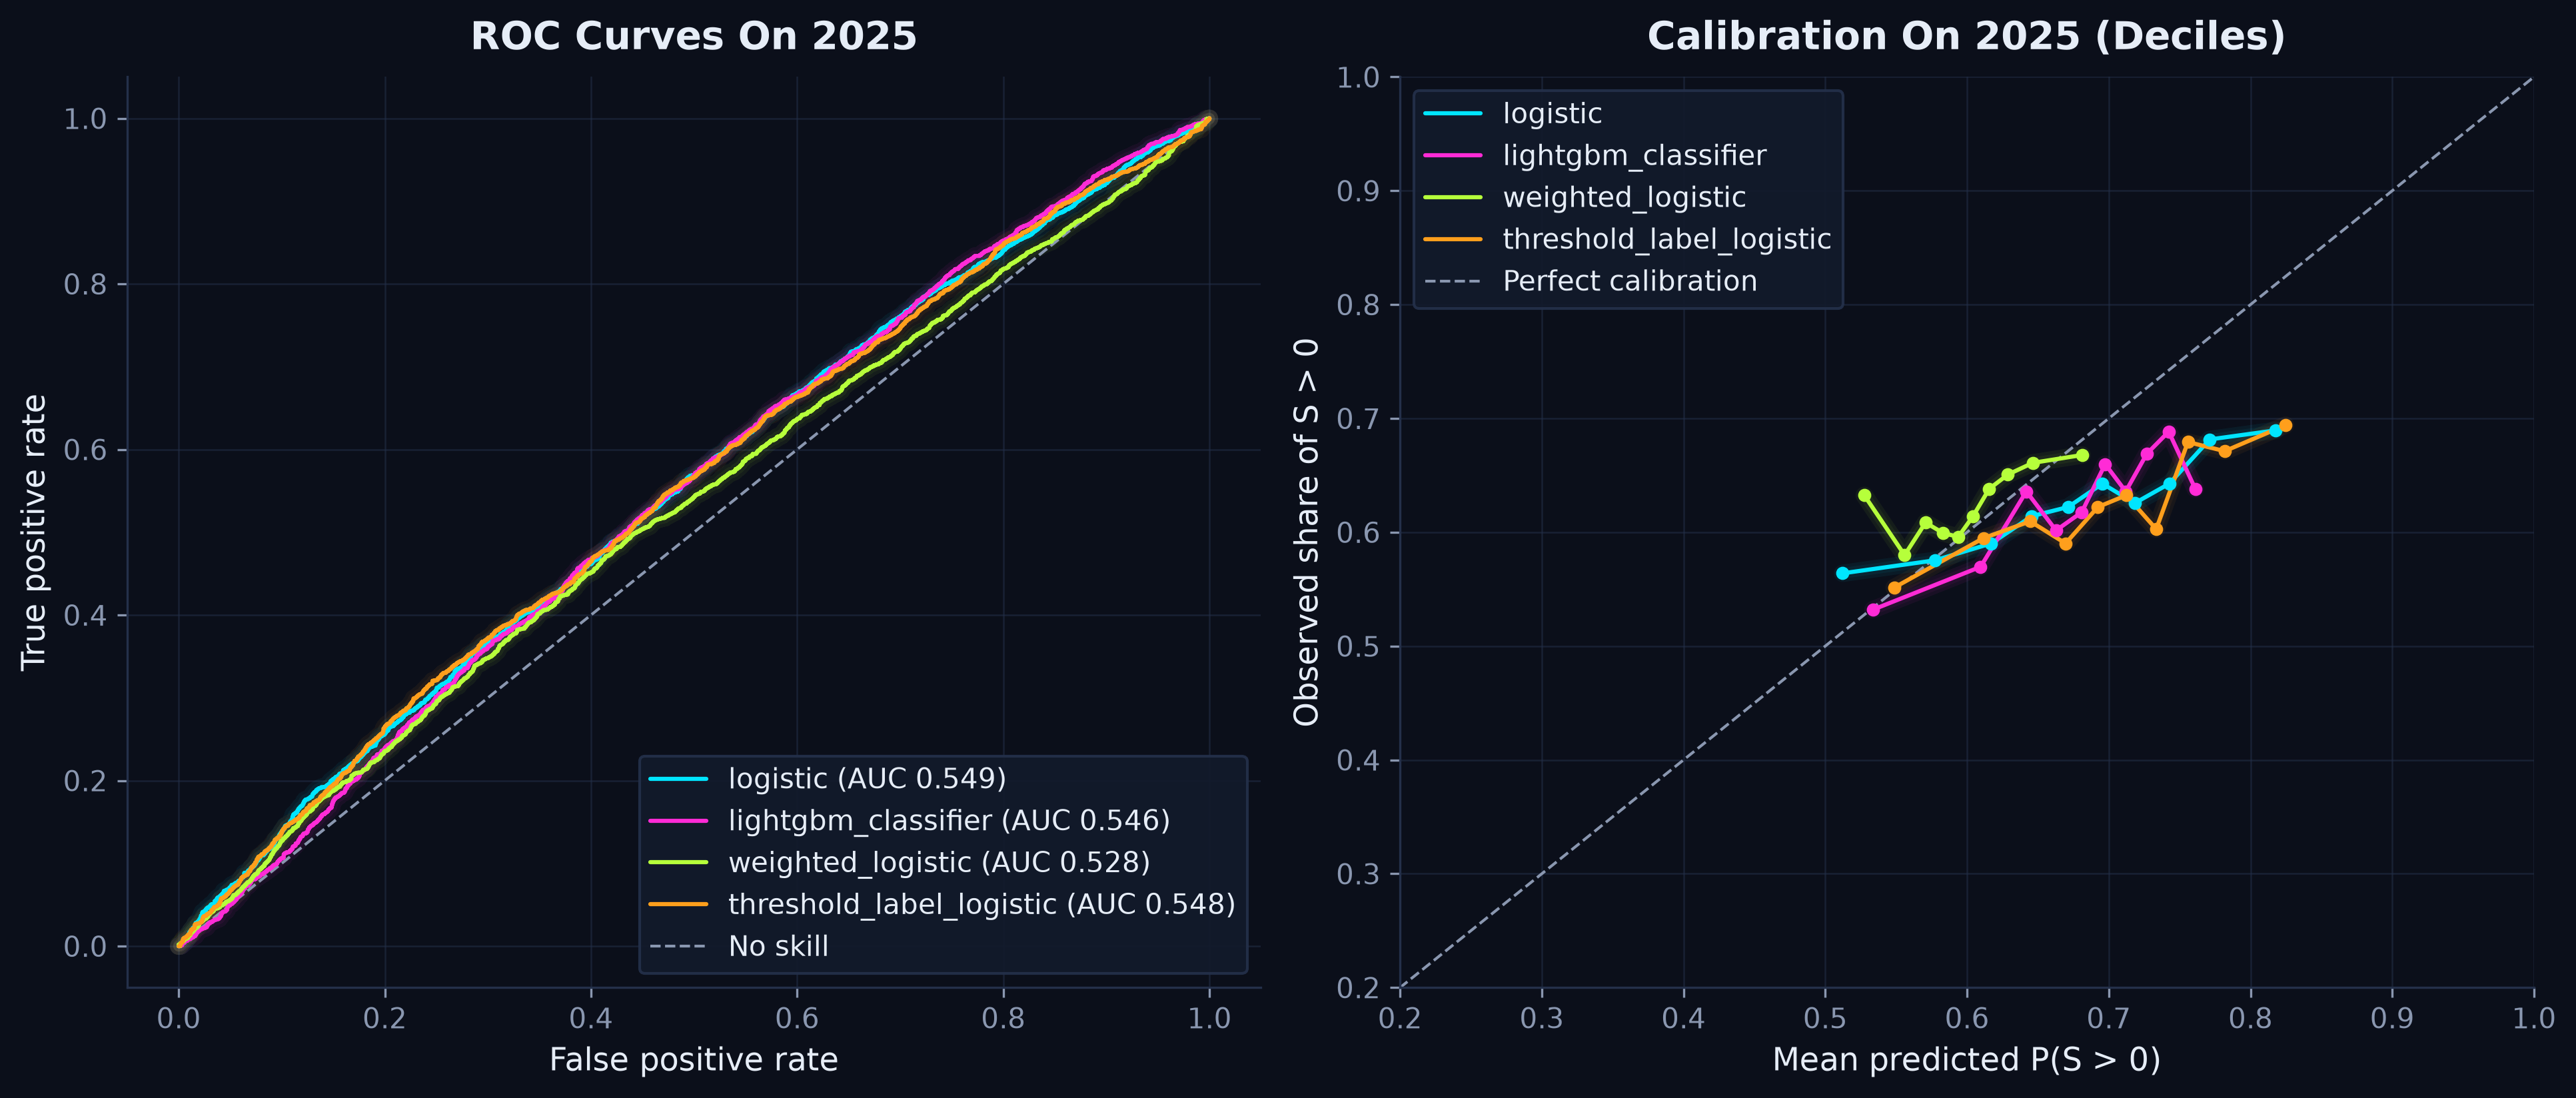 ROC Curves On 2025
True positive rate
1.0
0.8
0.6
0.4
0.2
0.0
logistic (AUC 0.549)
lightgbm_classifier (AUC 0.546)
weighted_logistic (AUC 0.528)
threshold_label_logistic (AUC 0.548)
No skill
0.0 0.2 0.4 0.6 0.8 1.0
False positive rate
Calibration On 2025 (Deciles)
Observed share of S > 0
1.0
0.9
0.8
0.7
0.6
0.5
0.4
0.3
0.2
logistic
lightgbm_classifier
weighted_logistic
threshold_label_logistic
Perfect calibration
0.2 0.3 0.4 0.5 0.6 0.7 0.8 0.9 1.0
Mean predicted P(S > 0)